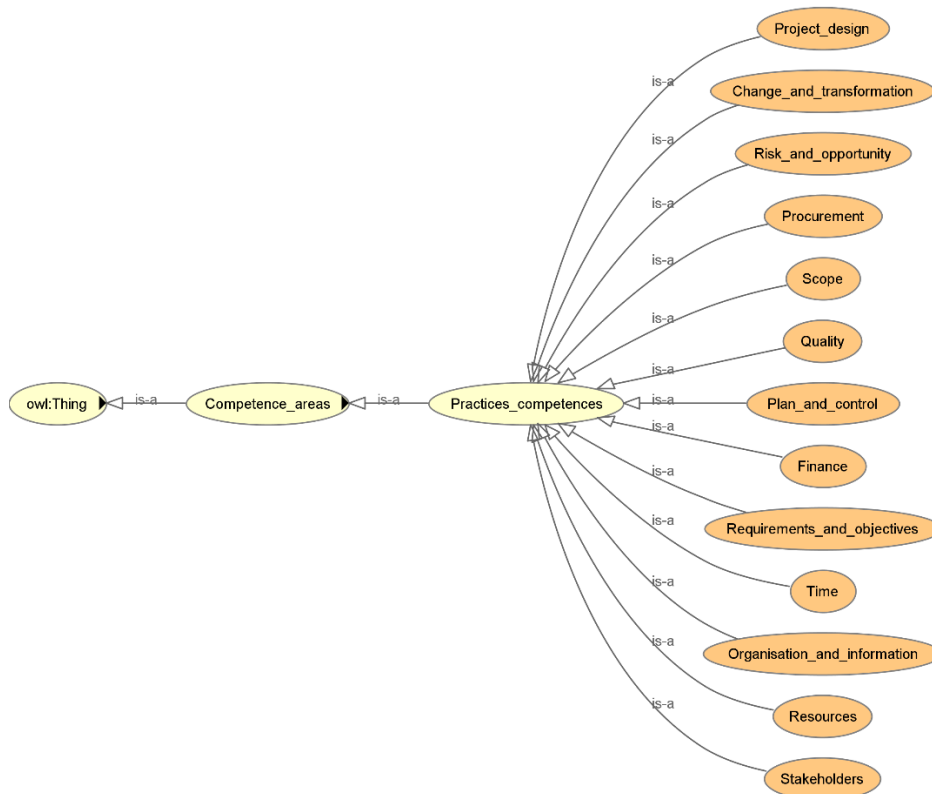 Project_design
is-a
Change_and_transformation
is-a
Risk_and_opportunity
is-a
Procurement
is-a
Scope
is-a
Quality
is-a
owl:Thing
is-a
Competence_areas
is-a
Practices_competences
is-a
Plan_and_control
is-a
Finance
is-a
Requirements_and_objectives
is-a
Time
is-a
Organisation_and_information
is-a
Resources
is-a
Stakeholders